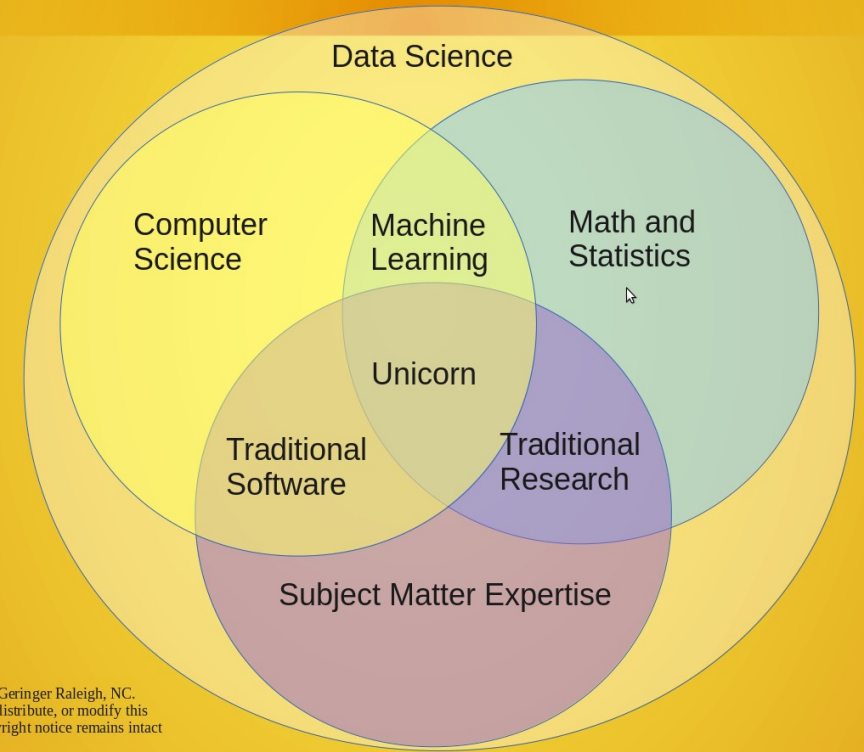 Data Science
Computer
Science
Machine
Learning
Math and
Statistics
Unicorn
Traditional
Software
Traditional
Research
Subject Matter Expertise
Geringer Raleigh, NC.
distribute, or modify this
right notice remains intact